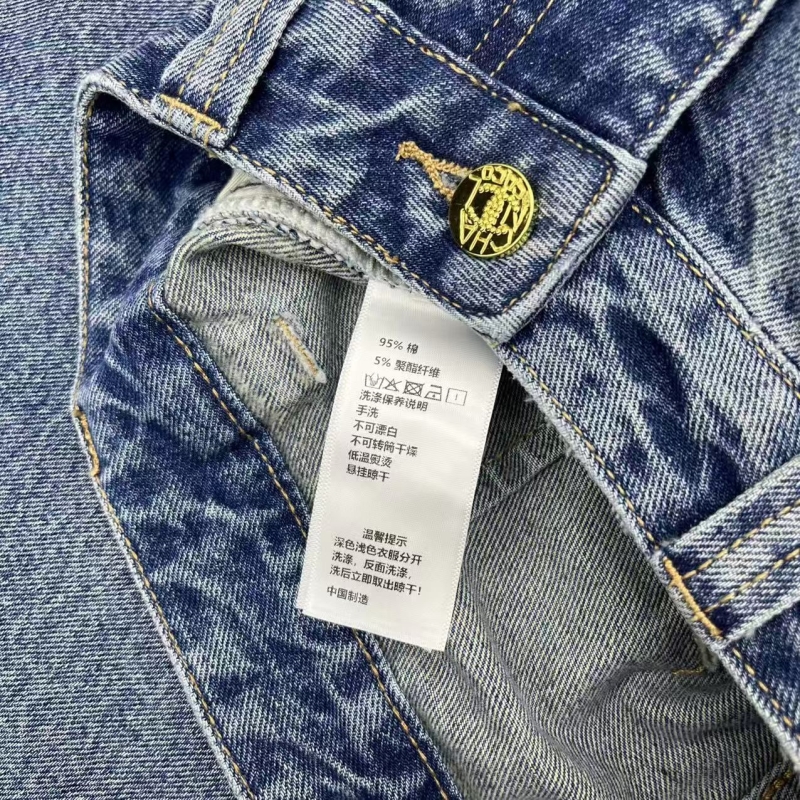 95% 棉
5% 聚酯纤维
洗涤保养说明
手洗
不可漂白
不可转筒干燥
低温熨烫
悬挂晾干
温馨提示
深色浅色衣服分开
洗涤，反面洗涤，
洗后立即取出晾干！
中国制造